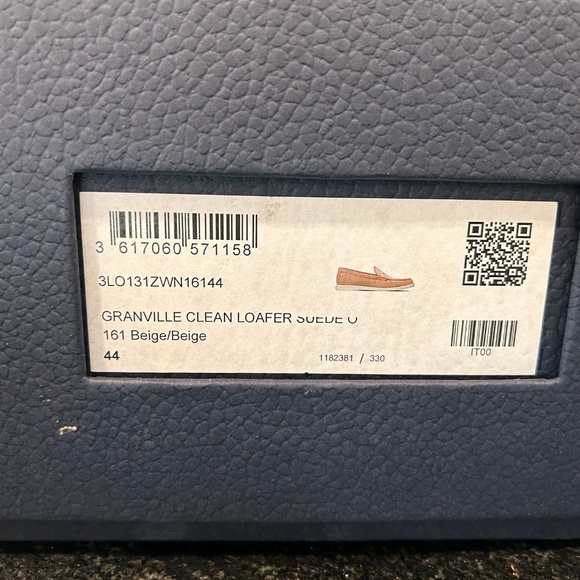 3 617060 571158
3LO131ZWN16144
GRANVILLE CLEAN LOAFER SUEDE O
161 Beige/Beige
44
1182381 / 330
IT00